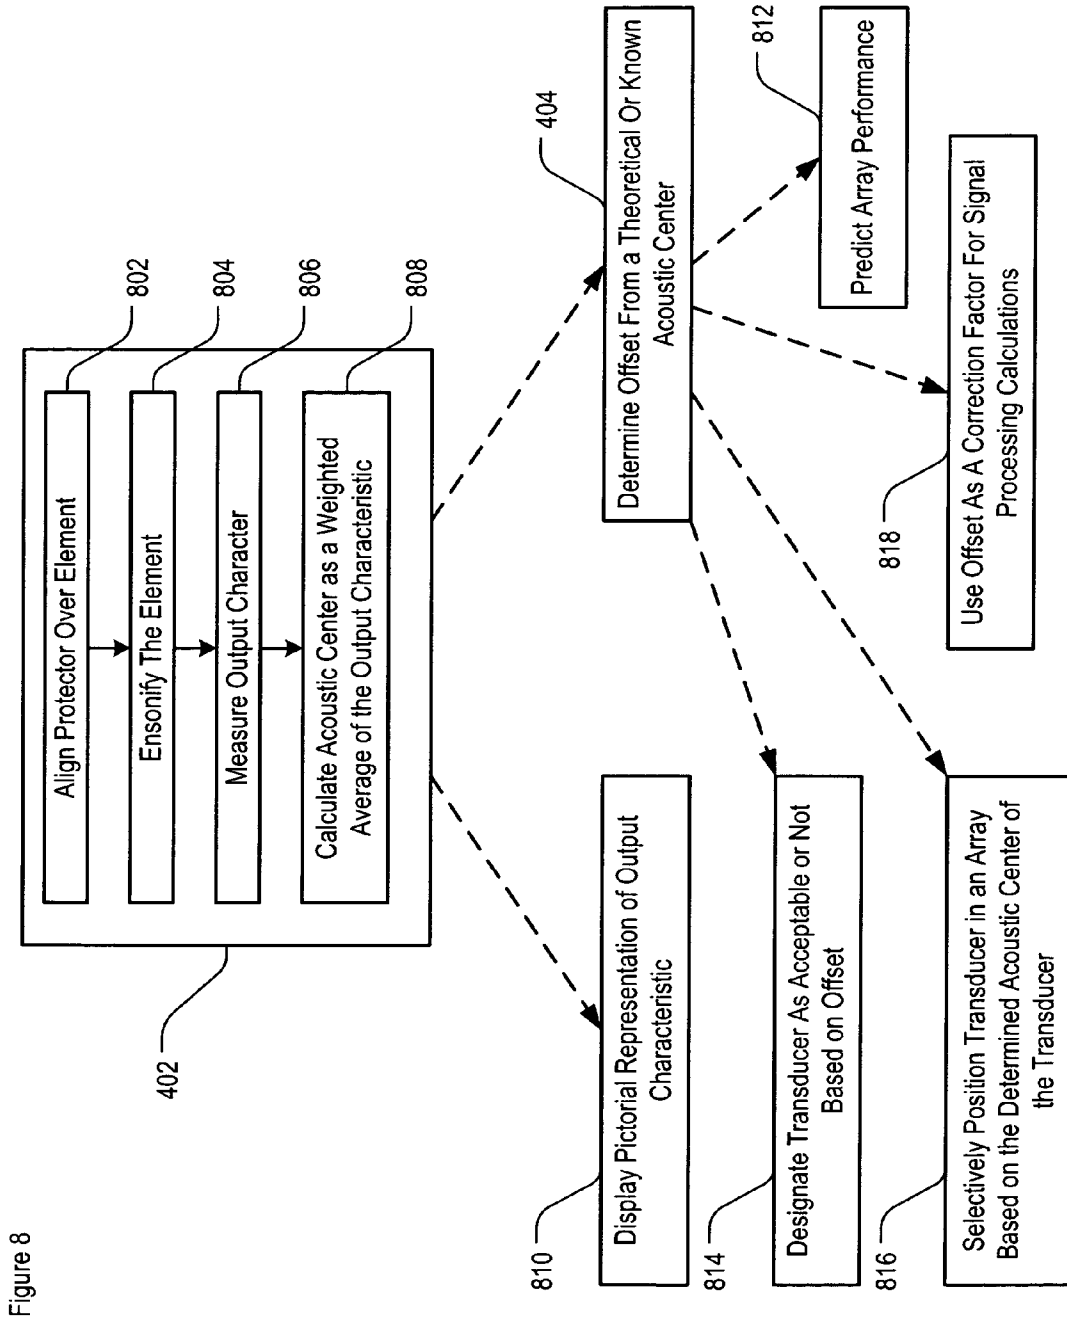 Figure 8
402
Align Protector Over Element
802
Ensonify The Element
804
Measure Output Character
806
Calculate Acoustic Center as a Weighted
Average of the Output Characteristic
808
810
Display Pictorial Representation of Output
Characteristic
404
Determine Offset From a Theoretical Or Known
Acoustic Center
814
Designate Transducer As Acceptable or Not
Based on Offset
812
Predict Array Performance
816
Selectively Position Transducer in an Array
Based on the Determined Acoustic Center of
the Transducer
818
Use Offset As A Correction Factor For Signal
Processing Calculations